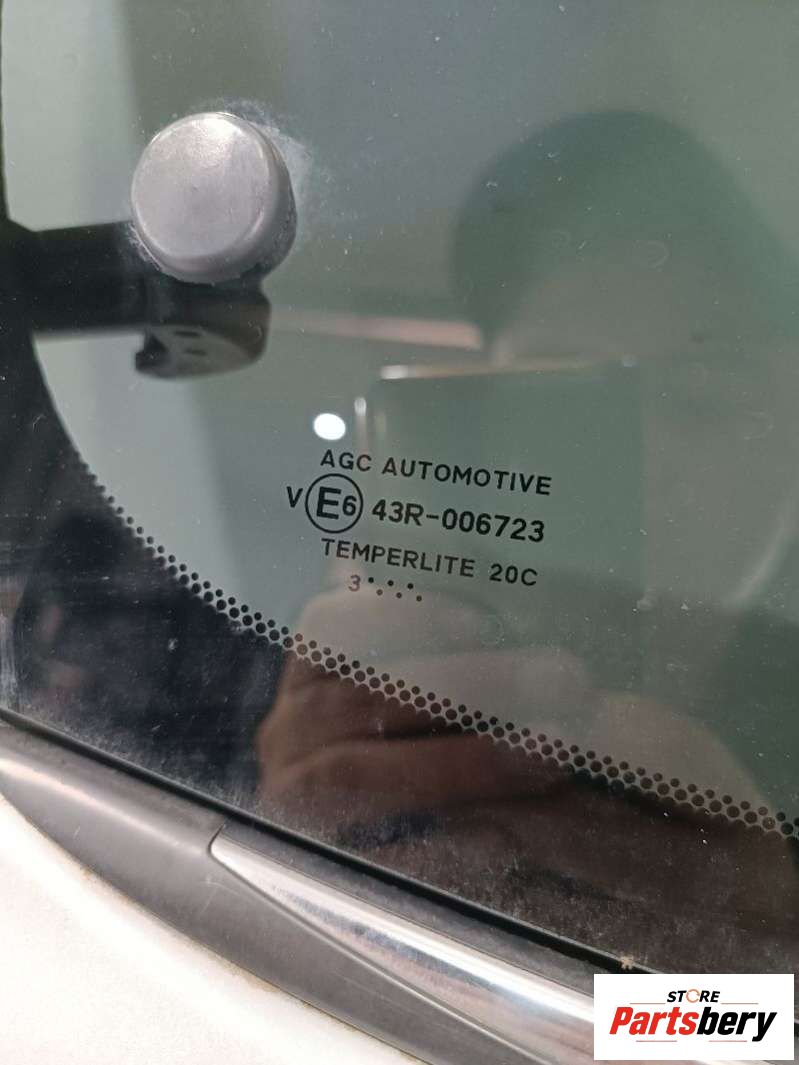 AGC AUTOMOTIVE
V E6 43R-006723
TEMPERLITE 20C
3
STORE
Partsbery